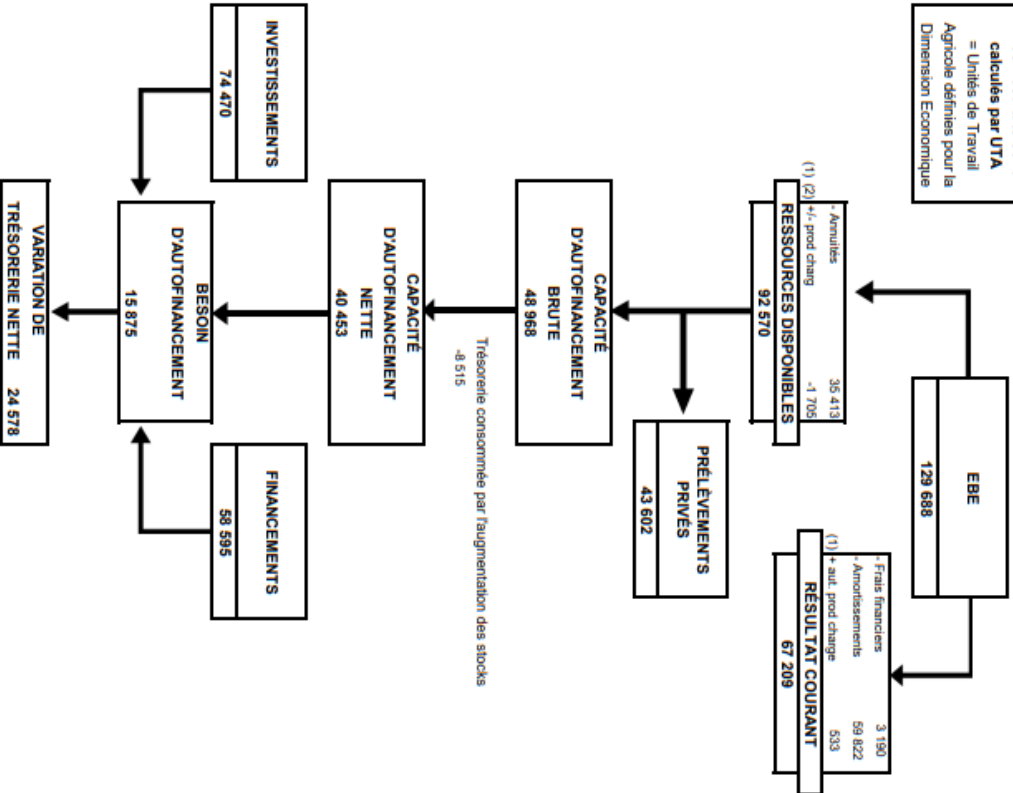 calculés par UTA
= Unités de Travail
Agricole définies pour la
Dimension Economique
EBE
129 688
- Annuités 35 413
(1) (2) +/- prod charg -1 705
RESSOURCES DISPONIBLES
92 570
- Frais financiers 3 190
- Amortissements 59 822
(1) + aut. prod charge 533
RÉSULTAT COURANT
67 209
PRÉLÈVEMENTS
PRIVÉS
43 602
CAPACITÉ
D'AUTOFINANCEMENT
BRUTE
48 968
Trésorerie consommée par l'augmentation des stocks
-8 515
CAPACITÉ
D'AUTOFINANCEMENT
NETTE
40 453
INVESTISSEMENTS
74 470
FINANCEMENTS
58 595
BESOIN
D'AUTOFINANCEMENT
15 875
VARIATION DE
TRÉSORERIE NETTE 24 578